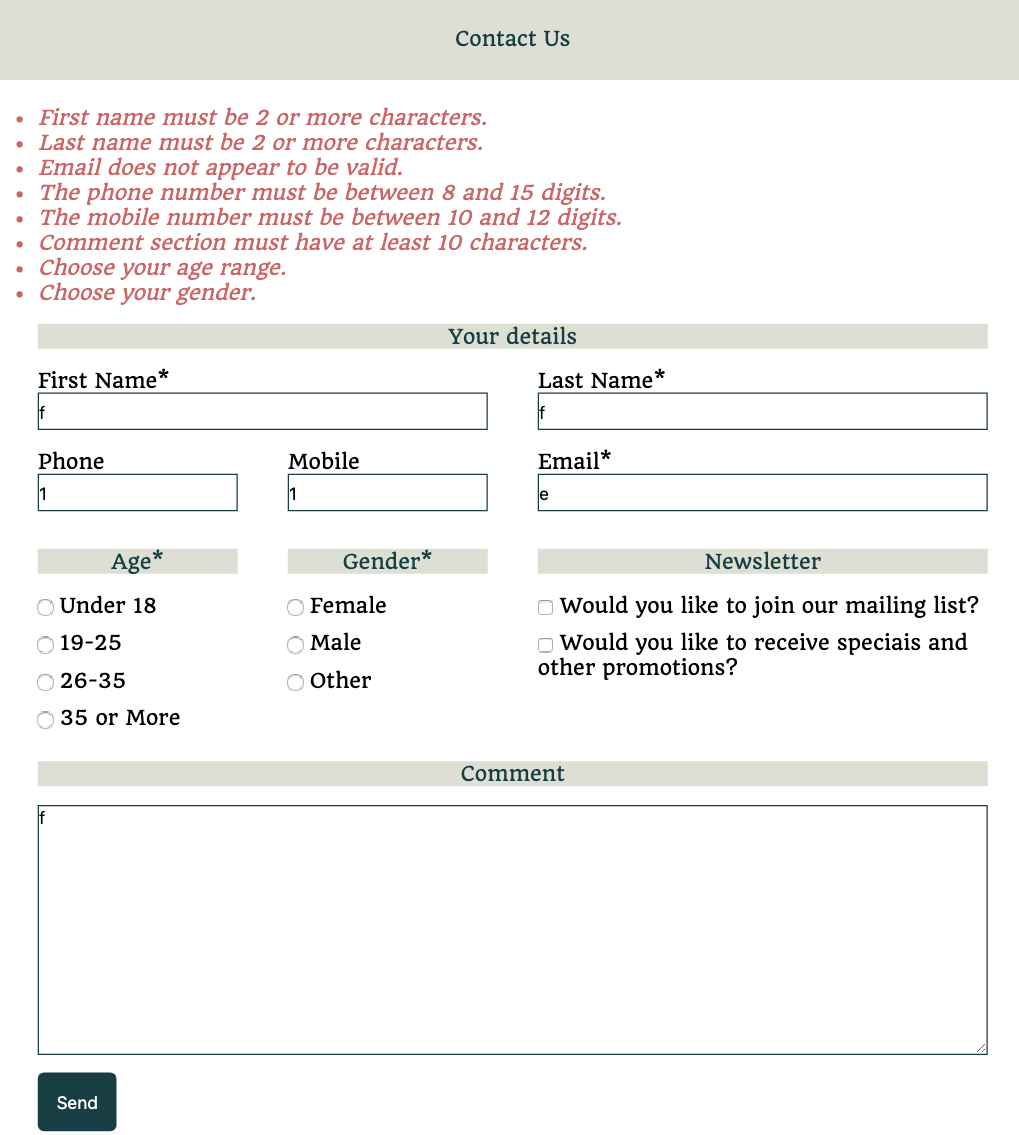 Contact Us
• First name must be 2 or more characters.
• Last name must be 2 or more characters.
• Email does not appear to be valid.
• The phone number must be between 8 and 15 digits.
• The mobile number must be between 10 and 12 digits.
• Comment section must have at least 10 characters.
• Choose your age range.
• Choose your gender.
Your details
First Name* Last Name*
f f
Phone Mobile Email*
1 1 e
Age* Gender* Newsletter
Under 18 Female Would you like to join our mailing list?
19-25 Male Would you like to receive speciais and
other promotions?
26-35 Other
35 or More
Comment
f
Send